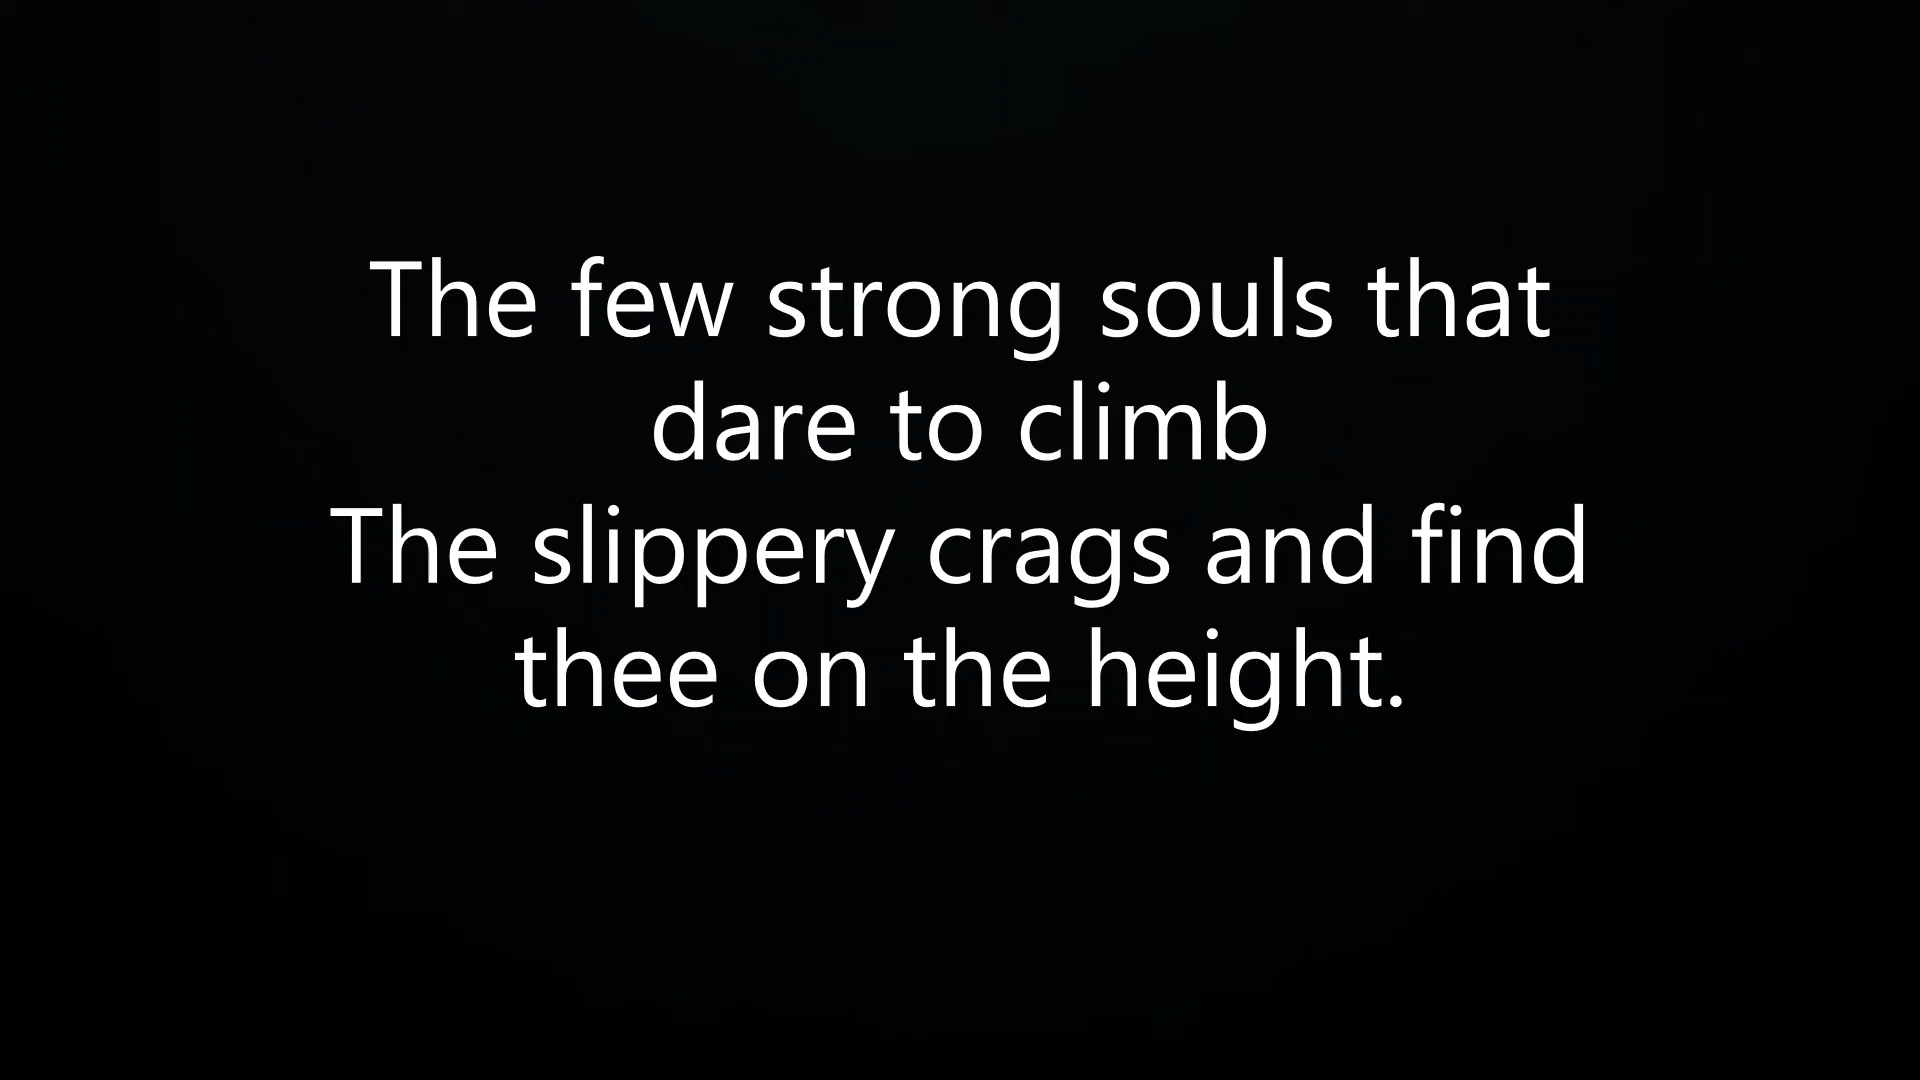 The few strong souls that
dare to climb
The slippery crags and find
thee on the height.